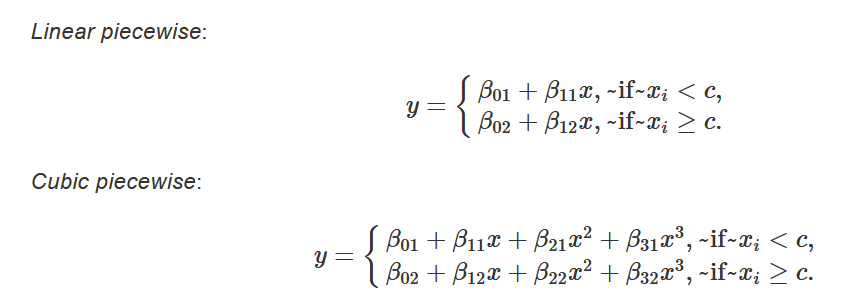 Linear piecewise:
y = { β₀₁ + β₁₁x, ~if~xᵢ < c,
β₀₂ + β₁₂x, ~if~xᵢ ≥ c.
Cubic piecewise:
y = { β₀₁ + β₁₁x + β₂₁x² + β₃₁x³, ~if~xᵢ < c,
β₀₂ + β₁₂x + β₂₂x² + β₃₂x³, ~if~xᵢ ≥ c.